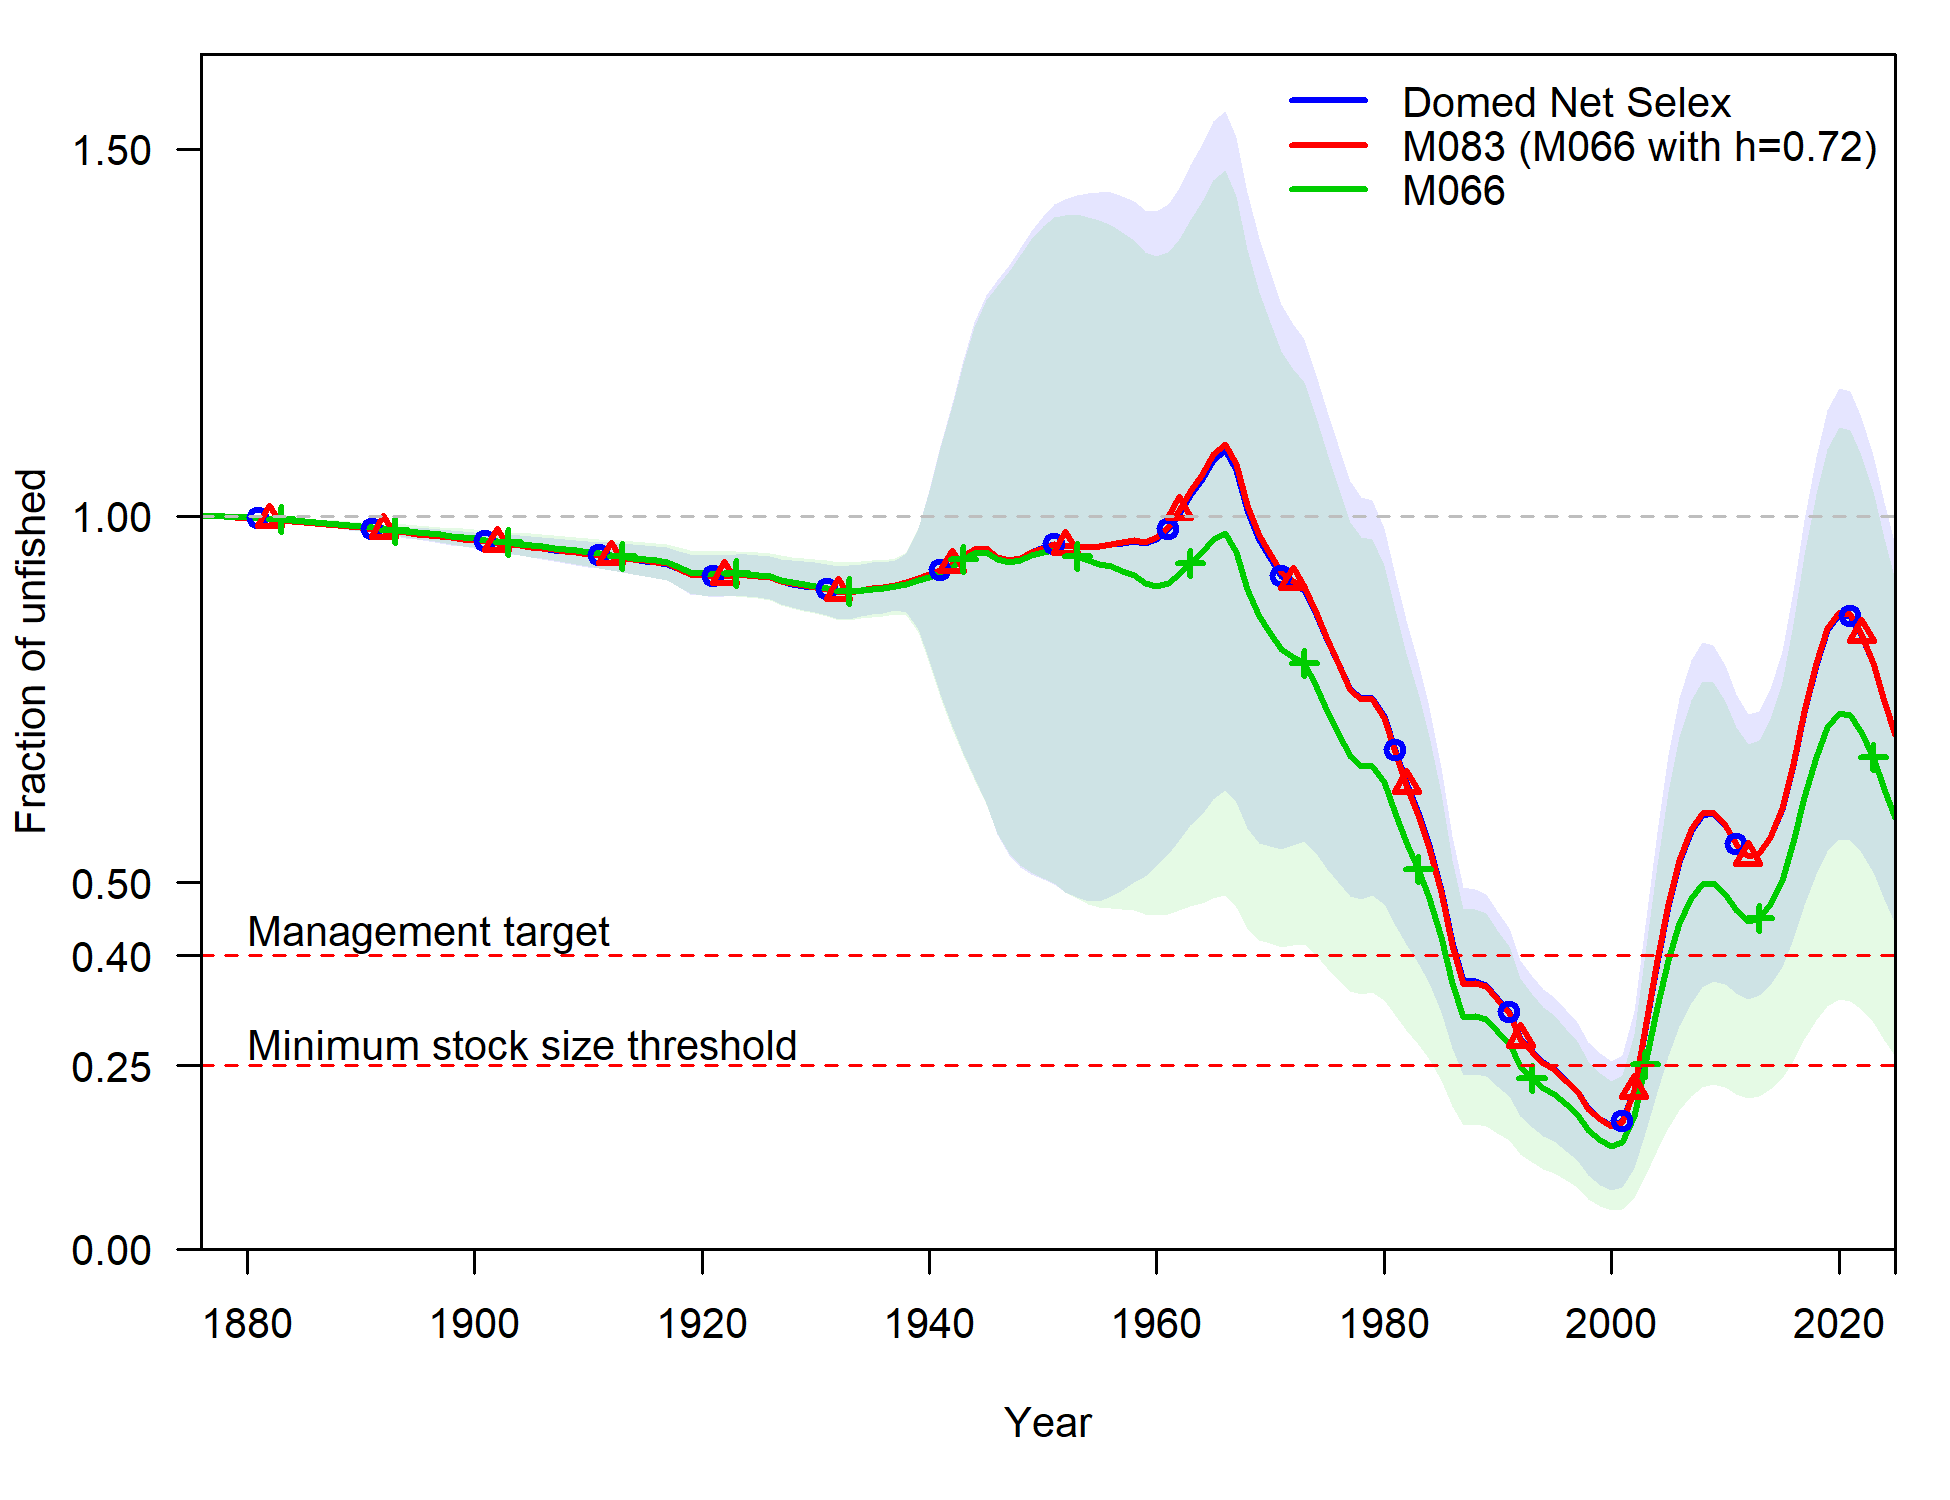 Domed Net Selex
M083 (M066 with h=0.72)
M066
1.50
1.00
0.50
0.40
0.25
0.00
Fraction of unfished
Management target
Minimum stock size threshold
1880 1900 1920 1940 1960 1980 2000 2020
Year